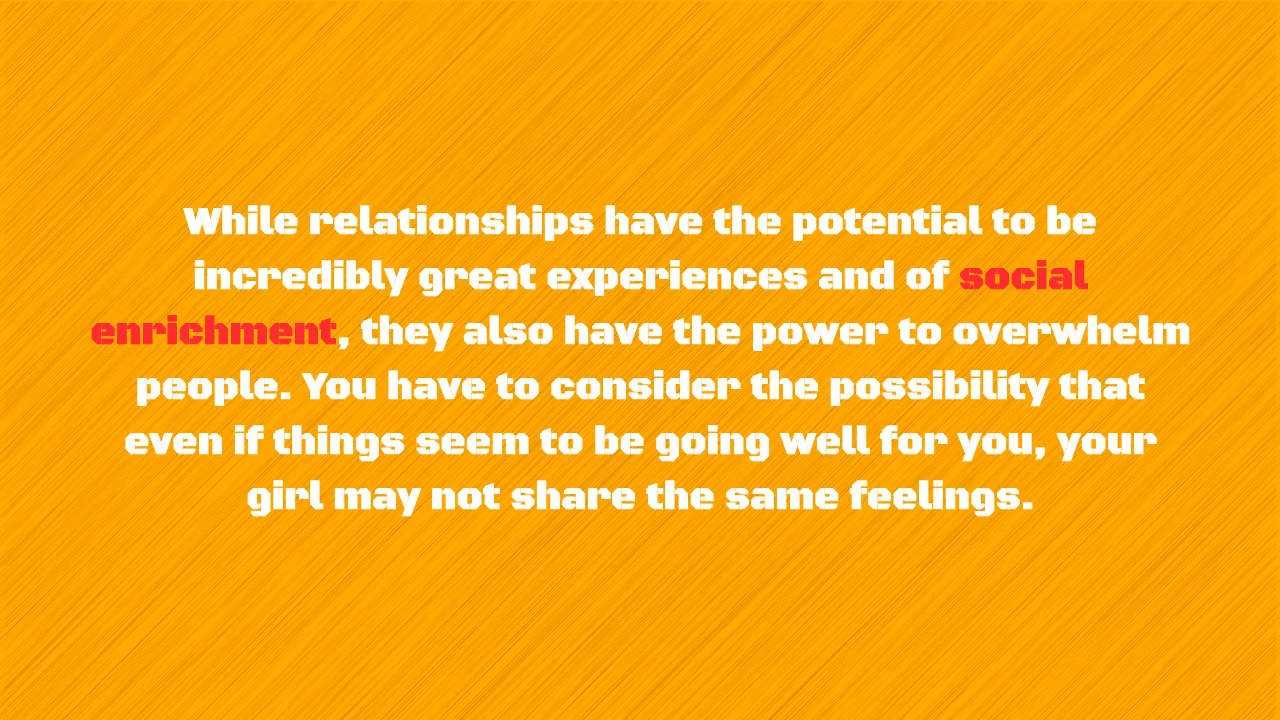 While relationships have the potential to be
incredibly great experiences and of social
enrichment, they also have the power to overwhelm
people. You have to consider the possibility that
even if things seem to be going well for you, your
girl may not share the same feelings.